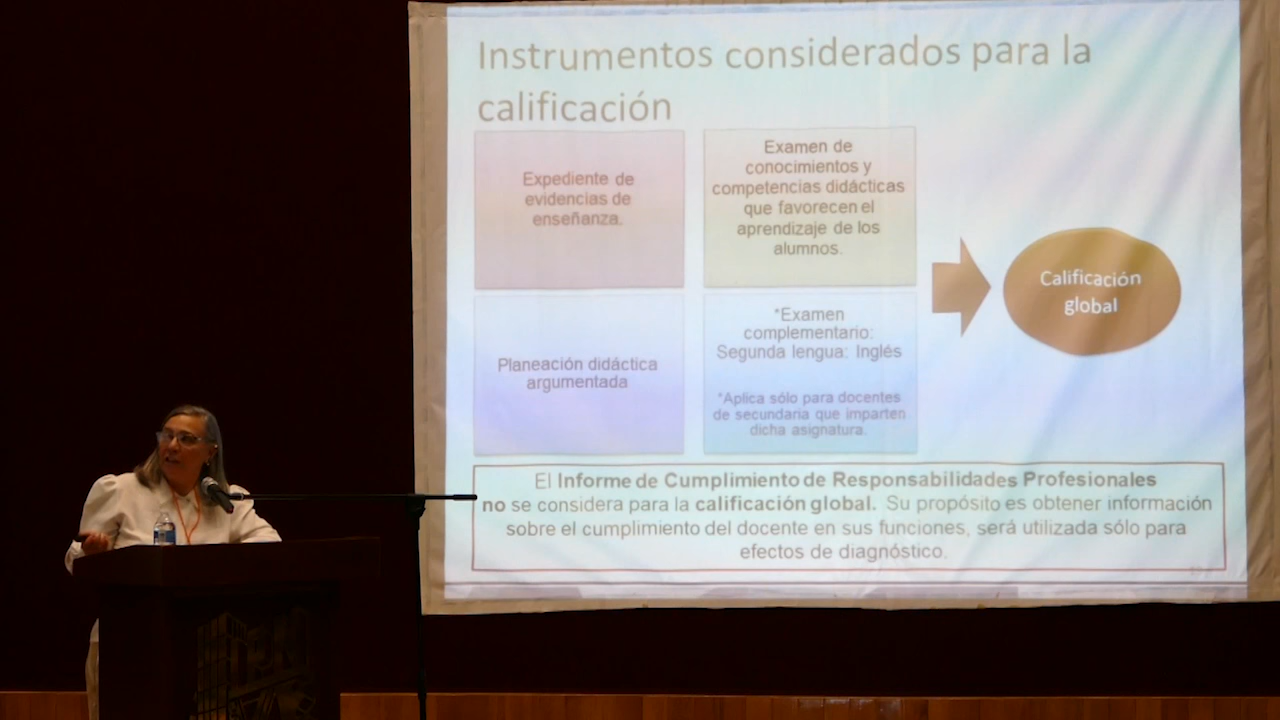 Instrumentos considerados para la
calificación
Expediente de
evidencias de
enseñanza.
Examen de
conocimientos y
competencias didácticas
que favorecen el
aprendizaje de los
alumnos.
Planeación didáctica
argumentada
*Examen
complementario:
Segunda lengua: Inglés
*Aplica sólo para docentes
de secundaria que imparten
dicha asignatura.
Calificación
global
El Informe de Cumplimiento de Responsabilidades Profesionales
no se considera para la calificación global. Su propósito es obtener información
sobre el cumplimiento del docente en sus funciones, será utilizada sólo para
efectos de diagnóstico.